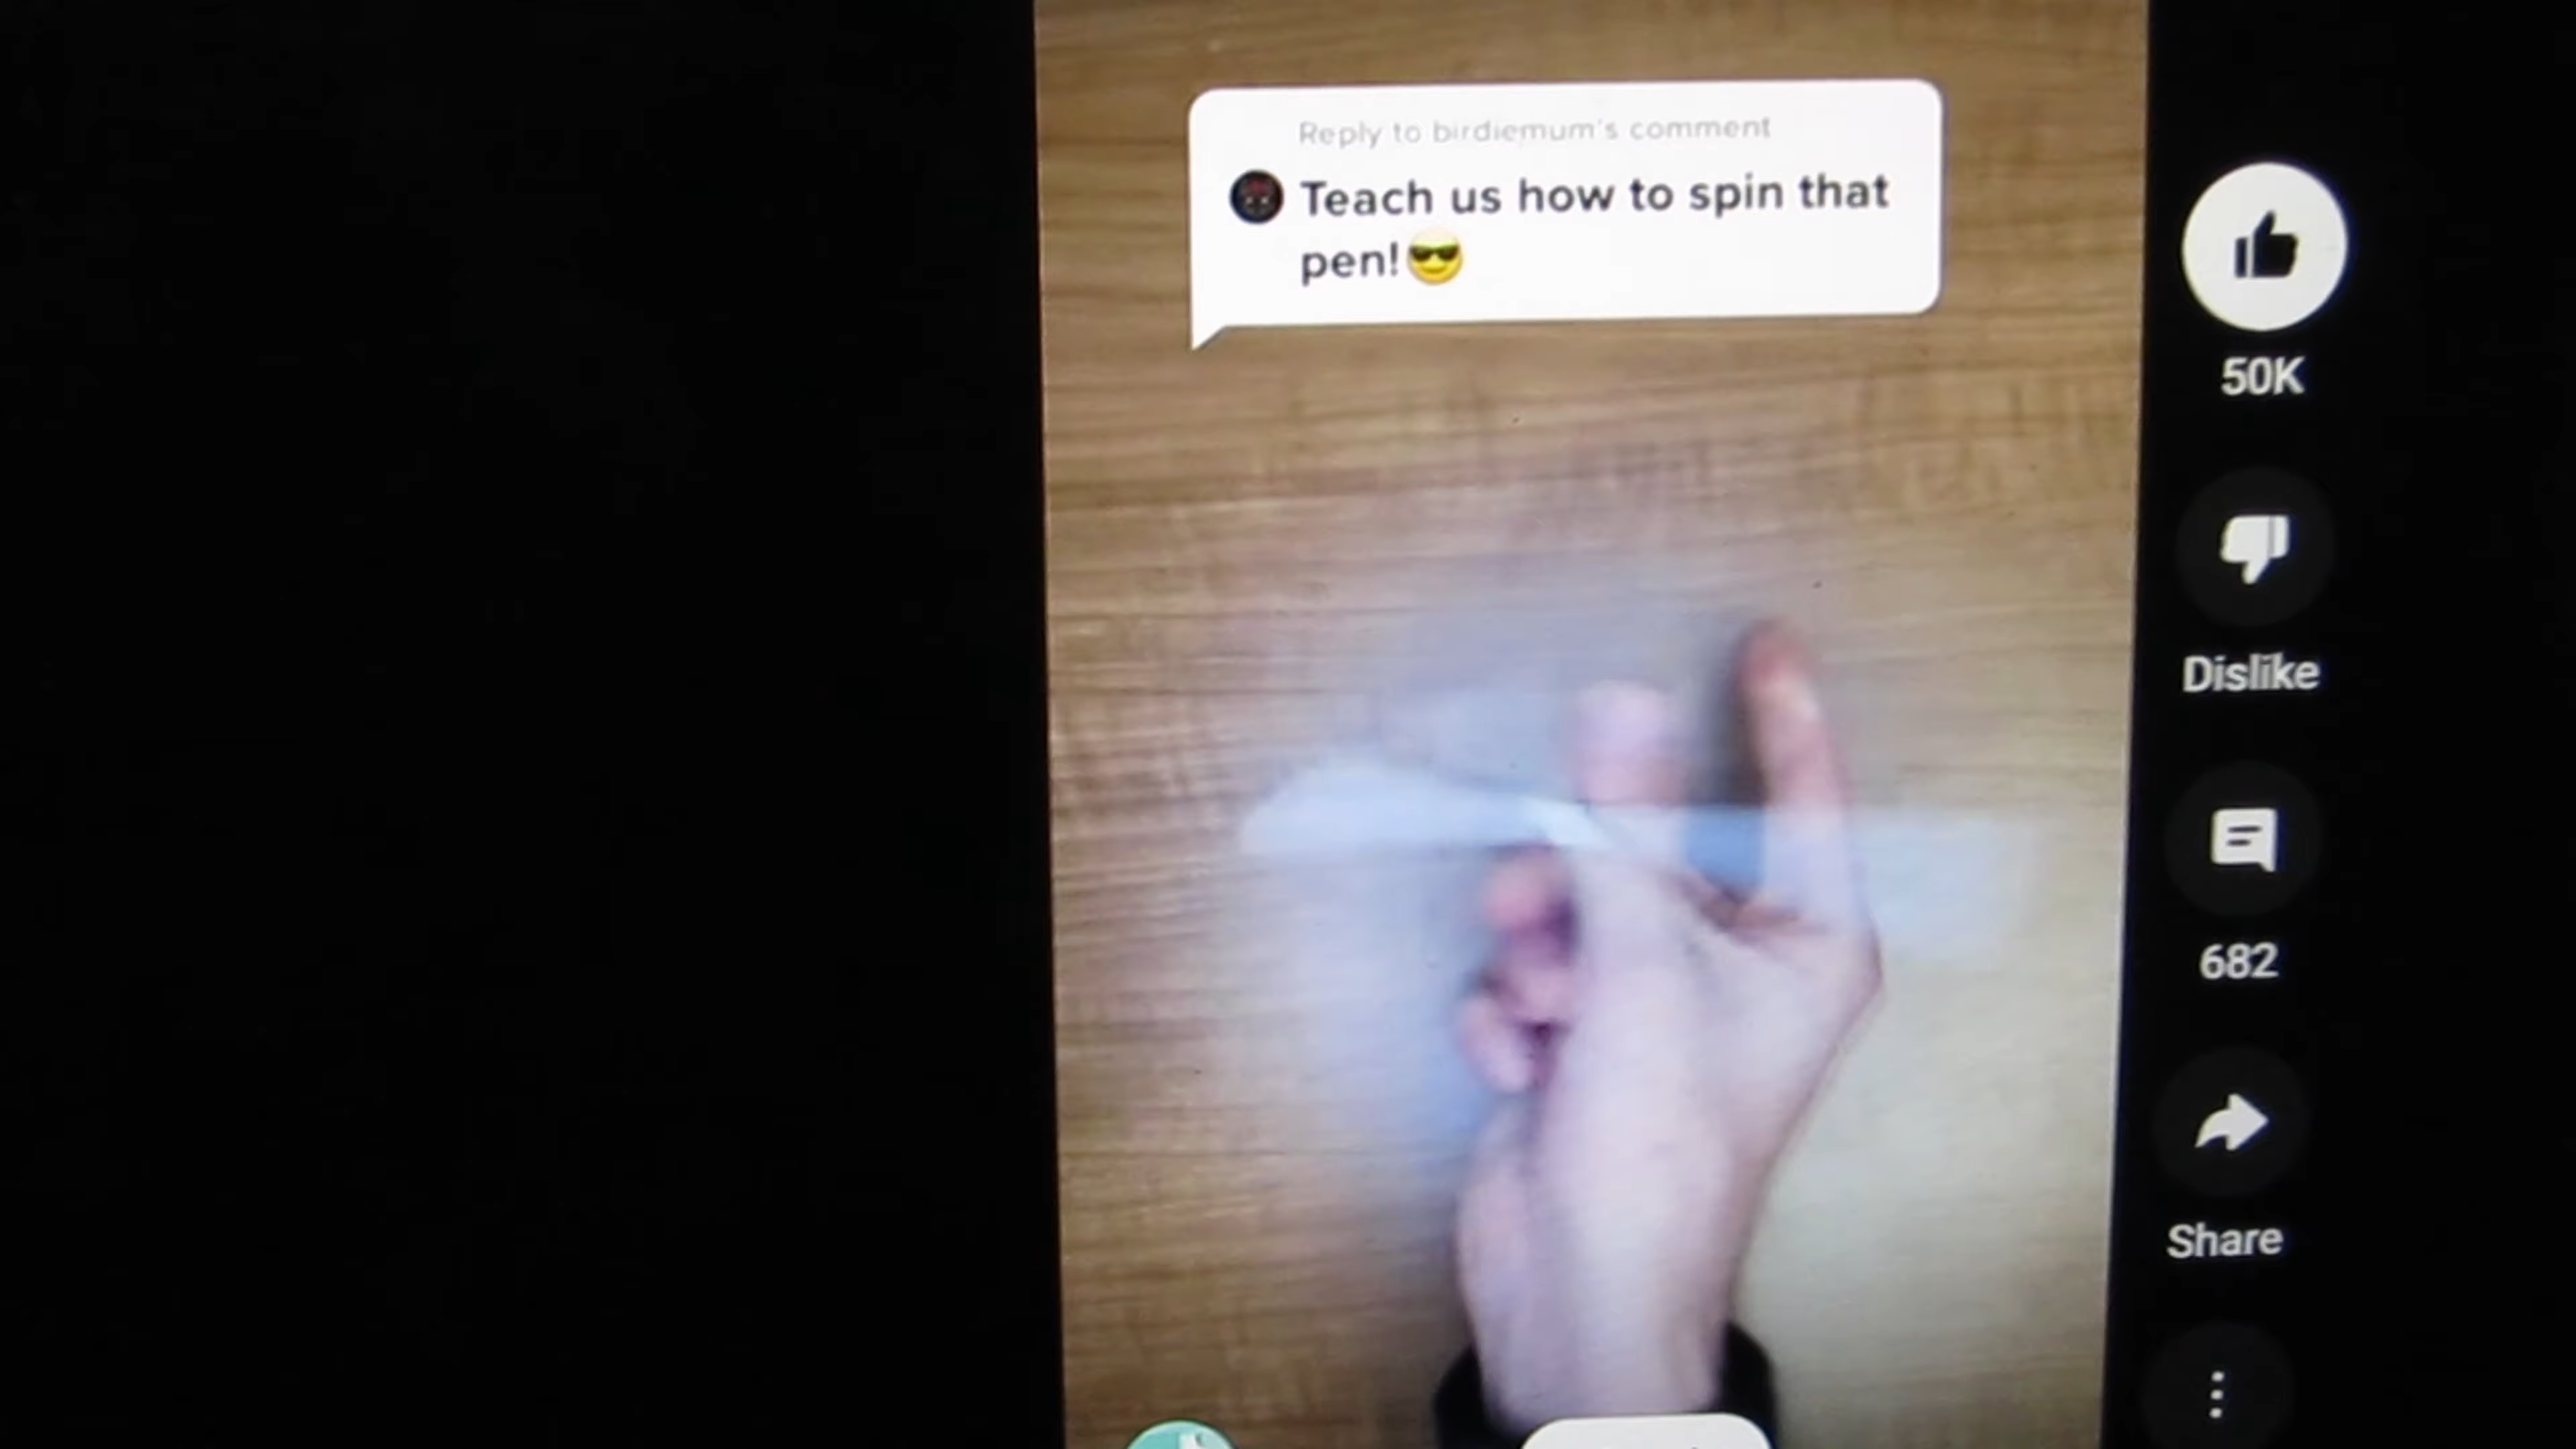 Reply to birdiemum's comment
Teach us how to spin that
pen!😎
50K
Dislike
682
Share